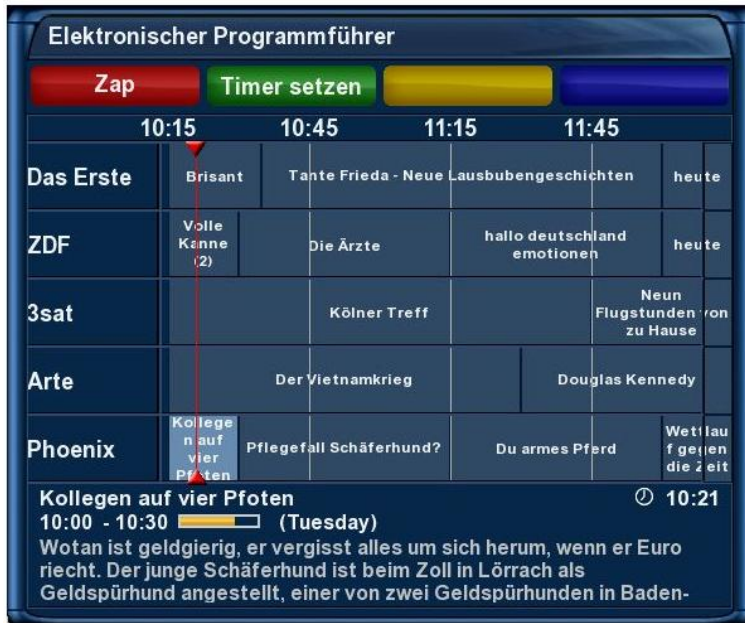 Elektronischer Programmführer
Zap
Timer setzen
10:15 10:45 11:15 11:45
Das Erste
Brisant
Tante Frieda - Neue Lausbubengeschichten
heute
ZDF
Volle
Kanne
(2)
Die Ärzte
hallo deutschland
emotionen
heute
3sat
Kölner Treff
Neun
Flugstunden von
zu Hause
Arte
Der Vietnamkrieg
Douglas Kennedy
Phoenix
Kollege
n auf
vier
Pfoten
Pflegefall Schäferhund?
Du armes Pferd
Wettlau
f gegen
die Zeit
Kollegen auf vier Pfoten
10:21
10:00 - 10:30 (Tuesday)
Wotan ist geldgierig, er vergisst alles um sich herum, wenn er Euro
riecht. Der junge Schäferhund ist beim Zoll in Lörrach als
Geldspürhund angestellt, einer von zwei Geldspürhunden in Baden-